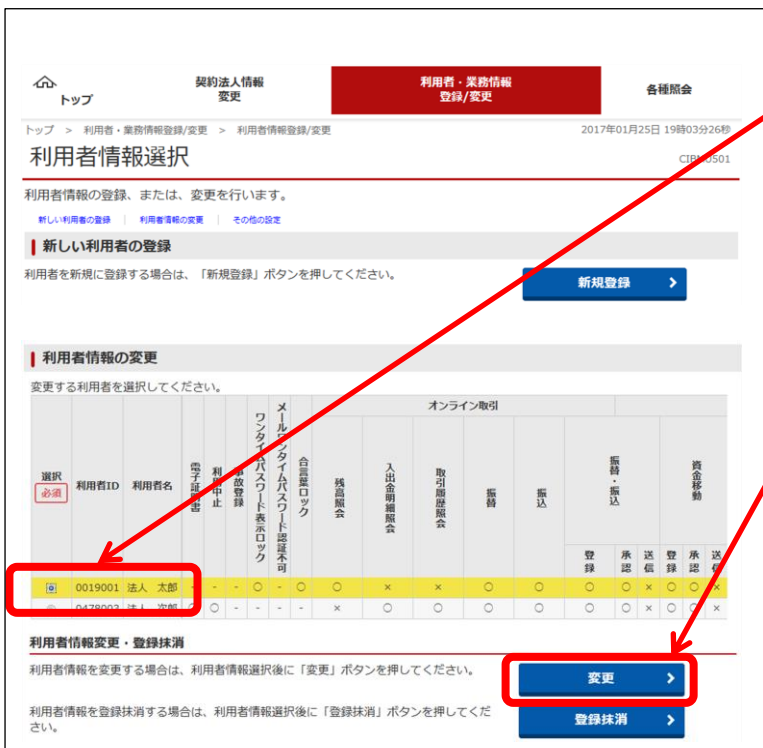 トップ
契約法人情報
変更
利用者・業務情報
登録/変更
各種照会
トップ > 利用者・業務情報登録/変更 > 利用者情報登録/変更
2017年01月25日 19時03分26秒
利用者情報選択
利用者情報の登録、または、変更を行います。
新しい利用者の登録 | 利用者情報の変更 | その他の設定
新しい利用者の登録
利用者を新規に登録する場合は、「新規登録」ボタンを押してください。
新規登録
利用者情報の変更
変更する利用者を選択してください。
オンライン取引
選択
必須
利用者ID
利用者名
電子証明書
利用中止
事故登録
ワンタイムパスワード表示ロック
メールワンタイムパスワード認証不可
合言葉ロック
残高照会
入出金明細照会
取引履歴照会
振替
振込
振替・振込
資金移動
登録 承認 送信 登録 承認 送信
0019001 法人 太郎 - - - ○ - ○ ○ × × ○ ○ ○ ○ × ○ ○ ×
0478002 法人 次郎 ○ ○ - - - - × ○ ○ ○ ○ ○ ○ × ○ ○ ×
利用者情報変更・登録抹消
利用者情報を変更する場合は、利用者情報選択後に「変更」ボタンを押してください。
変更
利用者情報を登録抹消する場合は、利用者情報選択後に「登録抹消」ボタンを押してくだ
さい。
登録抹消